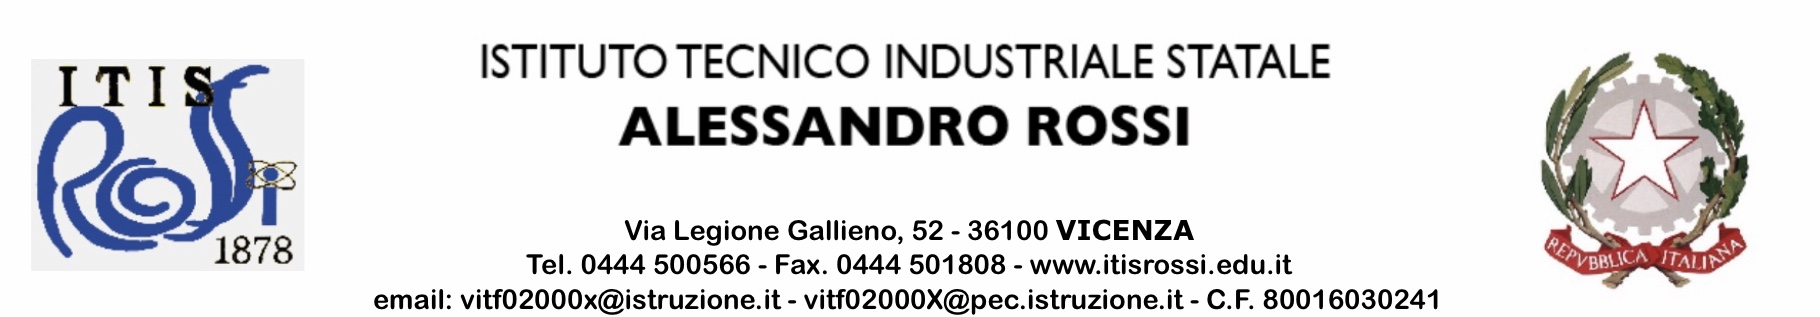 ITIS
Rossi
1878
ISTITUTO TECNICO INDUSTRIALE STATALE
ALESSANDRO ROSSI
Via Legione Gallieno, 52 - 36100 VICENZA
Tel. 0444 500566 - Fax. 0444 501808 - www.itisrossi.edu.it
email: vitf02000x@istruzione.it - vitf02000X@pec.istruzione.it - C.F. 80016030241
REPVBBLICA ITALIANA